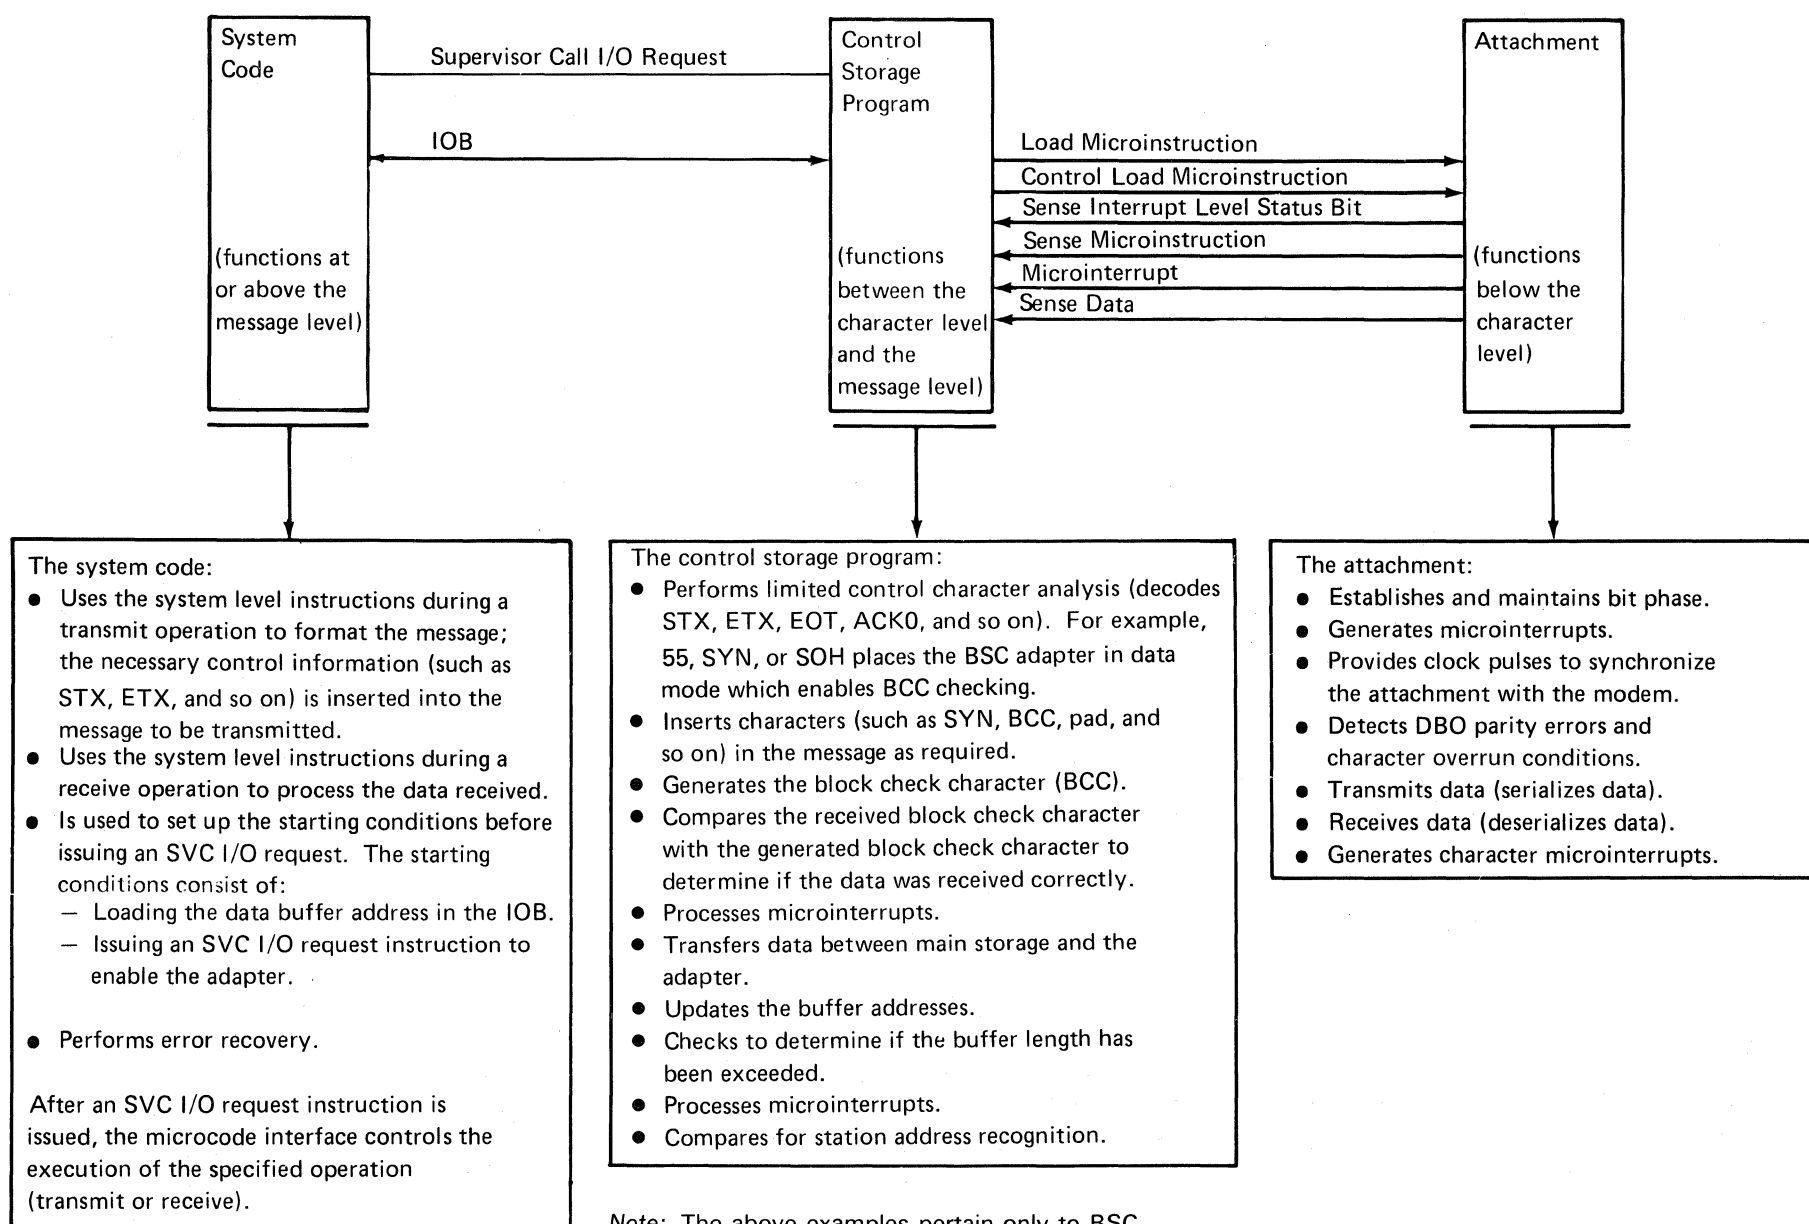 System
Code
Supervisor Call I/O Request
IOB
(functions at
or above the
message level)
Control
Storage
Program
(functions
between the
character level
and the
message level)
Load Microinstruction
Control Load Microinstruction
Sense Interrupt Level Status Bit
Sense Microinstruction
Microinterrupt
Sense Data
Attachment
(functions
below the
character
level)
The system code:
● Uses the system level instructions during a
transmit operation to format the message;
the necessary control information (such as
STX, ETX, and so on) is inserted into the
message to be transmitted.
● Uses the system level instructions during a
receive operation to process the data received.
● Is used to set up the starting conditions before
issuing an SVC I/O request. The starting
conditions consist of:
— Loading the data buffer address in the IOB.
— Issuing an SVC I/O request instruction to
enable the adapter.
● Performs error recovery.
After an SVC I/O request instruction is
issued, the microcode interface controls the
execution of the specified operation
(transmit or receive).
The control storage program:
● Performs limited control character analysis (decodes
STX, ETX, EOT, ACK0, and so on). For example,
55, SYN, or SOH places the BSC adapter in data
mode which enables BCC checking.
● Inserts characters (such as SYN, BCC, pad, and
so on) in the message as required.
● Generates the block check character (BCC).
● Compares the received block check character
with the generated block check character to
determine if the data was received correctly.
● Processes microinterrupts.
● Transfers data between main storage and the
adapter.
● Updates the buffer addresses.
● Checks to determine if the buffer length has
been exceeded.
● Processes microinterrupts.
● Compares for station address recognition.
Note: The above examples pertain only to BSC
The attachment:
● Establishes and maintains bit phase.
● Generates microinterrupts.
● Provides clock pulses to synchronize
the attachment with the modem.
● Detects DBO parity errors and
character overrun conditions.
● Transmits data (serializes data).
● Receives data (deserializes data).
● Generates character microinterrupts.